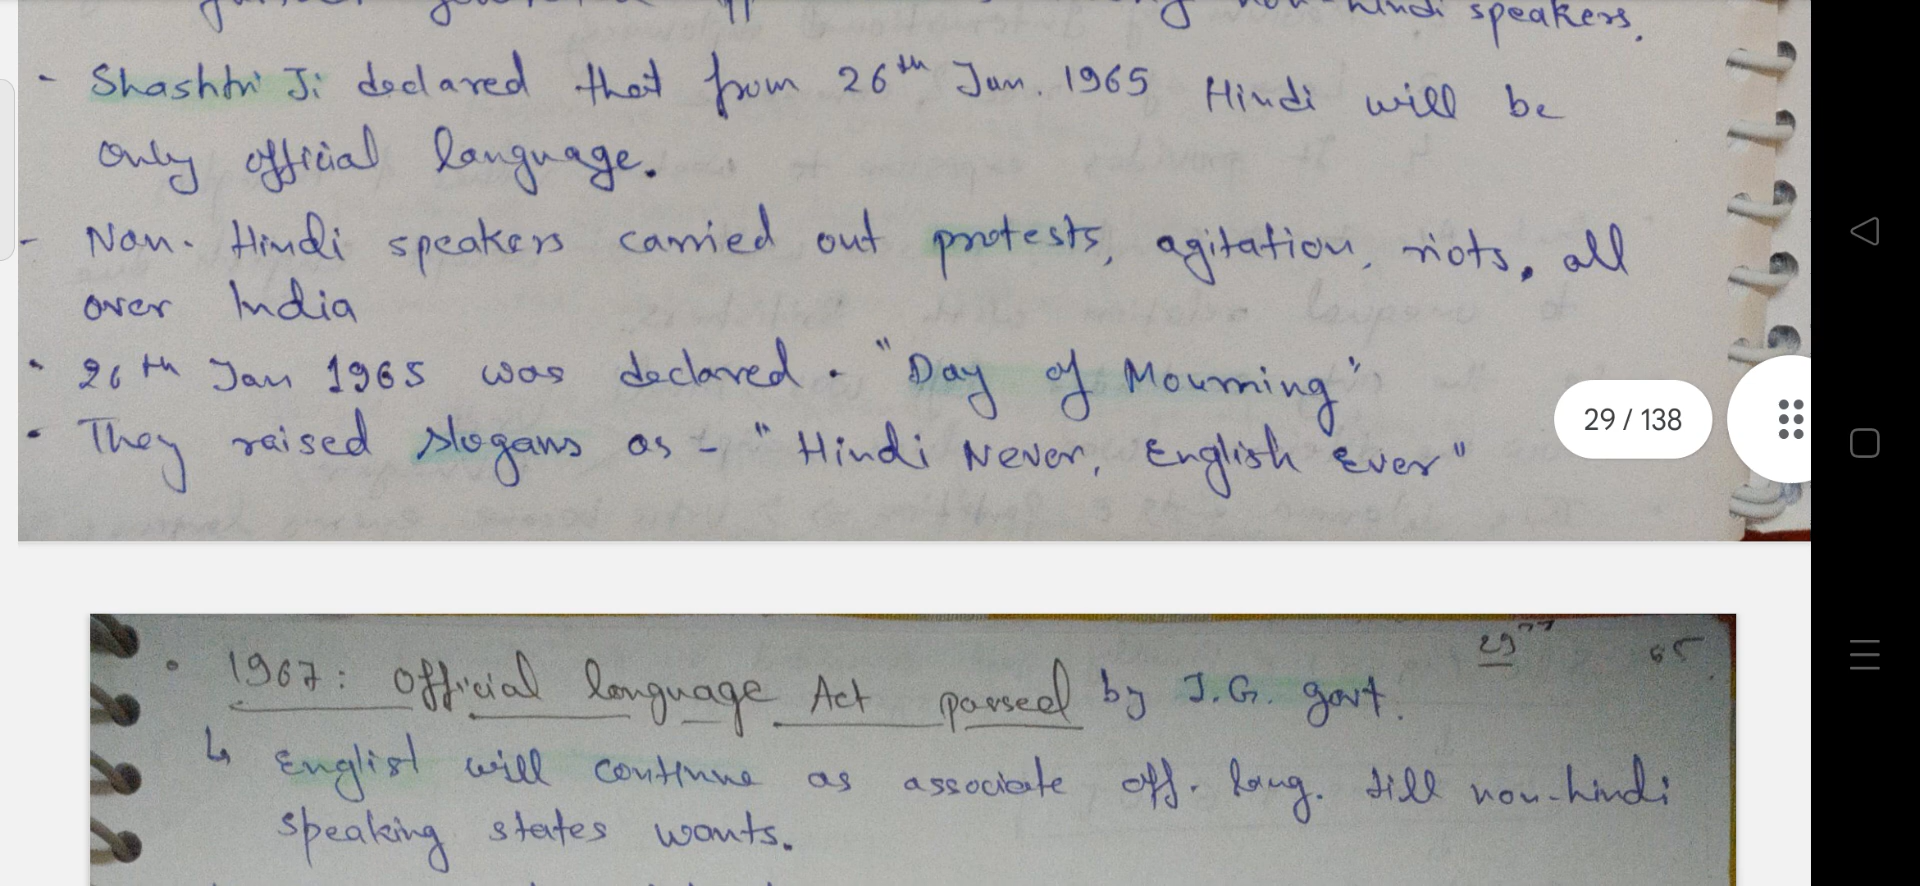 non-hindi speakers.
- Shashtri Ji declared that from 26th Jan. 1965 Hindi will be
only official language.
- Non-Hindi speakers carried out protests, agitation, riots, all
over India
• 26th Jan 1965 was declared - "Day of Mourning"
• They raised slogans as - "Hindi Never, English Ever"
29 / 138
29
65
• 1967: Official language Act passed by I.G. govt.
↳ English will continue as associate off. lang. till non-hindi
speaking states wants.